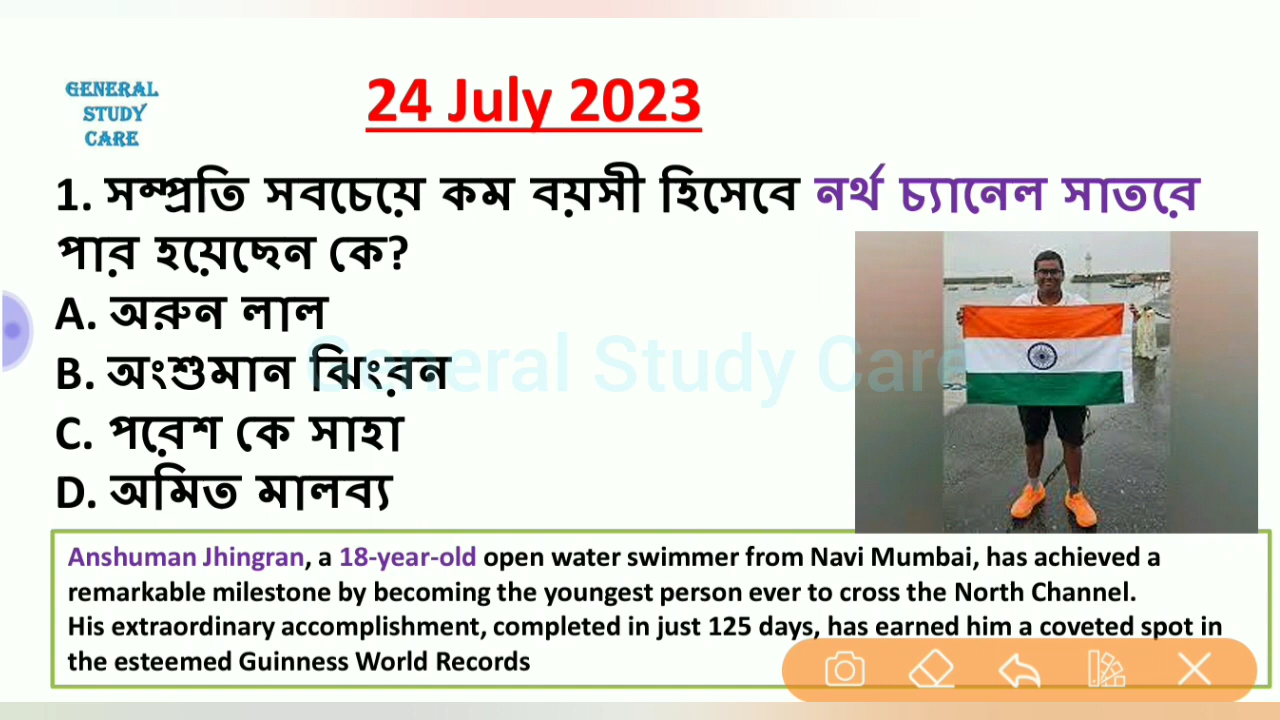 GENERAL
STUDY
CARE
24 July 2023
1. সম্প্রতি সবচেয়ে কম বয়সী হিসেবে নর্থ চ্যানেল সাতরে
পার হয়েছেন কে?
A. অরুন লাল
B. অংশুমান ঝিংরন
C. পরেশ কে সাহা
D. অমিত মালব্য
General Study Care
Anshuman Jhingran, a 18-year-old open water swimmer from Navi Mumbai, has achieved a
remarkable milestone by becoming the youngest person ever to cross the North Channel.
His extraordinary accomplishment, completed in just 125 days, has earned him a coveted spot in
the esteemed Guinness World Records